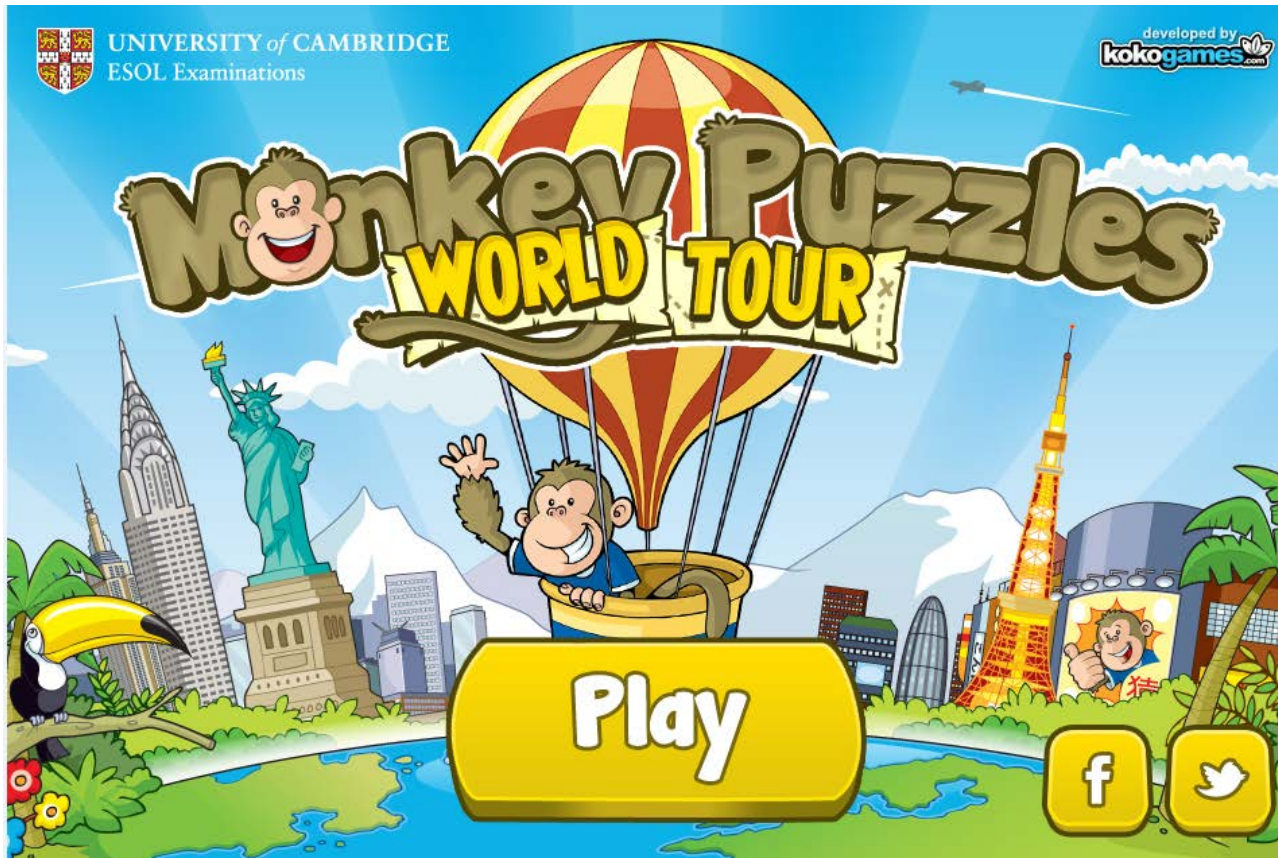 UNIVERSITY of CAMBRIDGE
ESOL Examinations
developed by
kokogames.com
Monkey Puzzles
WORLD TOUR
Play
f